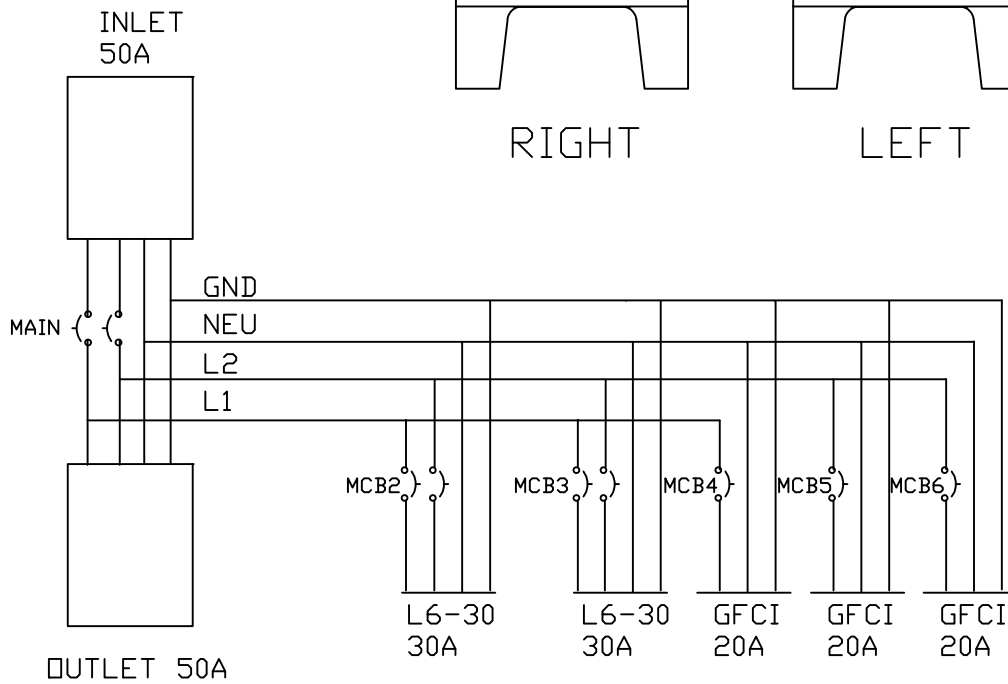 INLET
50A
RIGHT
LEFT
GND
MAIN
NEU
L2
L1
MCB2
MCB3
MCB4
MCB5
MCB6
L6-30
30A
L6-30
30A
GFCI
20A
GFCI
20A
GFCI
20A
OUTLET 50A